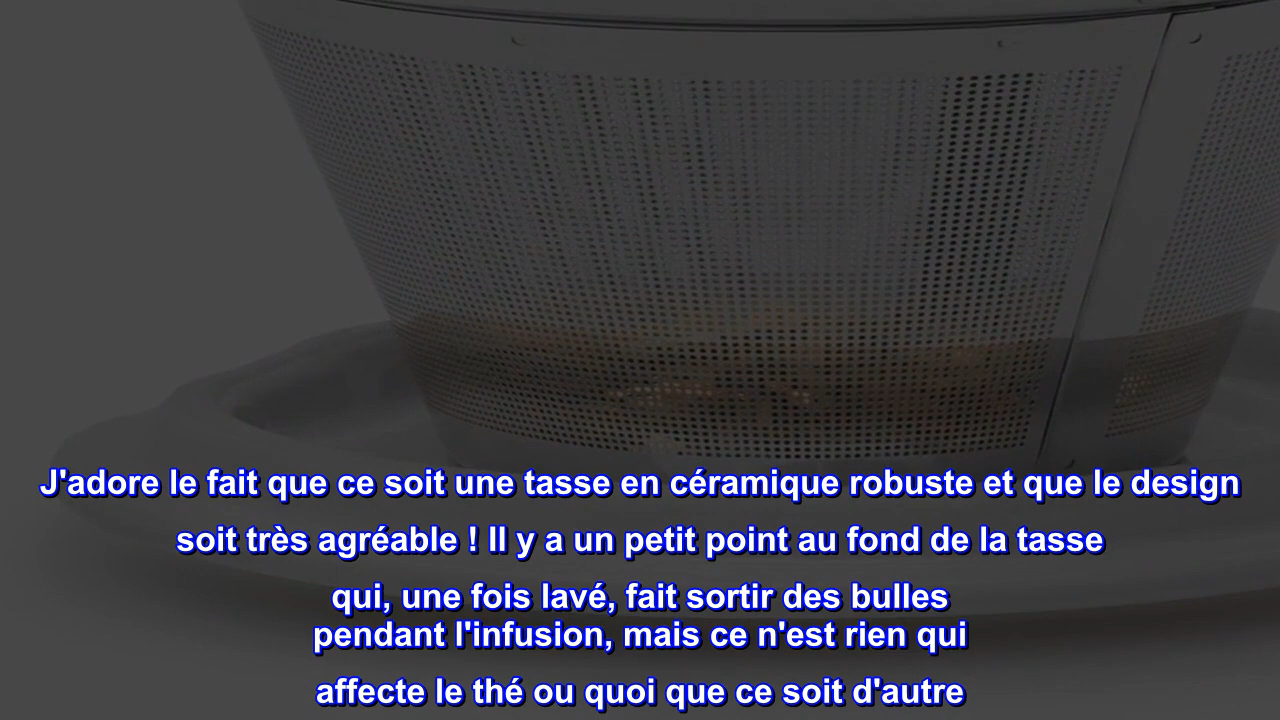 J'adore le fait que ce soit une tasse en céramique robuste et que le design
soit très agréable ! Il y a un petit point au fond de la tasse
qui, une fois lavé, fait sortir des bulles
pendant l'infusion, mais ce n'est rien qui
affecte le thé ou quoi que ce soit d'autre